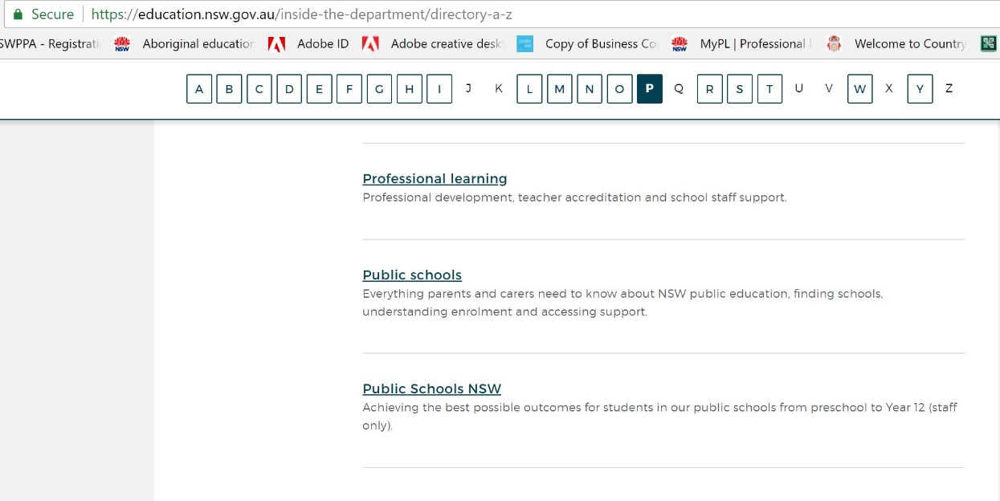 Secure https://education.nsw.gov.au/inside-the-department/directory-a-z
SWPPA - Registrati NSW Aboriginal education Adobe ID Adobe creative desk Copy of Business Co NSW MyPL | Professional Welcome to Country
A B C D E F G H I J K L M N O P Q R S T U V W X Y Z
Professional learning
Professional development, teacher accreditation and school staff support.
Public schools
Everything parents and carers need to know about NSW public education, finding schools,
understanding enrolment and accessing support.
Public Schools NSW
Achieving the best possible outcomes for students in our public schools from preschool to Year 12 (staff
only).